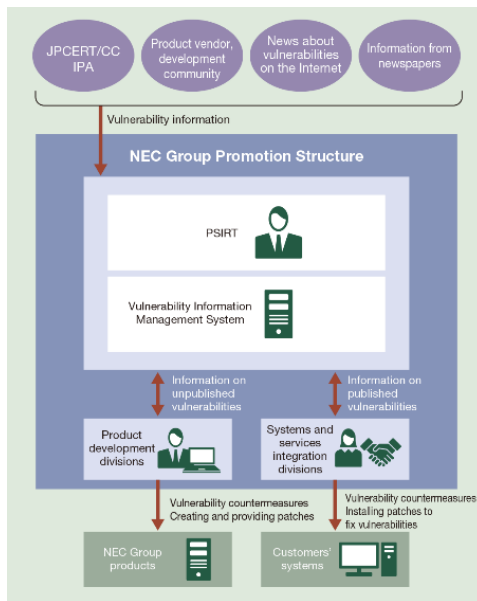 JPCERT/CC
IPA
Product vendor,
development
community
News about
vulnerabilities
on the Internet
Information from
newspapers
Vulnerability information
NEC Group Promotion Structure
PSIRT
Vulnerability Information
Management System
Information on
unpublished
vulnerabilities
Information on
published
vulnerabilities
Product
development
divisions
Systems and
services
integration
divisions
Vulnerability countermeasures
Creating and providing patches
Vulnerability countermeasures
Installing patches to
fix vulnerabilities
NEC Group
products
Customers'
systems